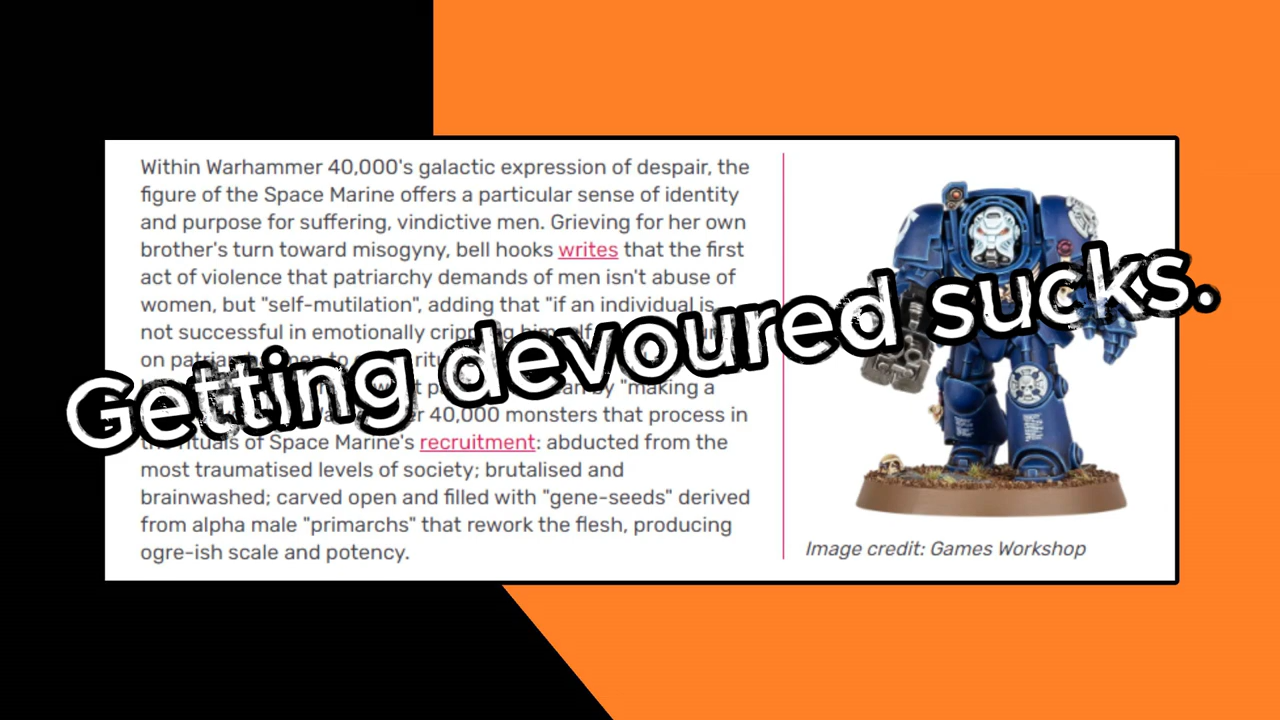 Within Warhammer 40,000's galactic expression of despair, the
figure of the Space Marine offers a particular sense of identity
and purpose for suffering, vindictive men. Grieving for her own
brother's turn toward misogyny, bell hooks writes that the first
act of violence that patriarchy demands of men isn't abuse of
women, but "self-mutilation", adding that "if an individual is
not successful in emotionally
on
"making a
40,000 monsters that process in
rituals of Space Marine's recruitment: abducted from the
most traumatised levels of society; brutalised and
brainwashed; carved open and filled with "gene-seeds" derived
from alpha male "primarchs" that rework the flesh, producing
ogre-ish scale and potency.
Getting devoured sucks.
Image credit: Games Workshop